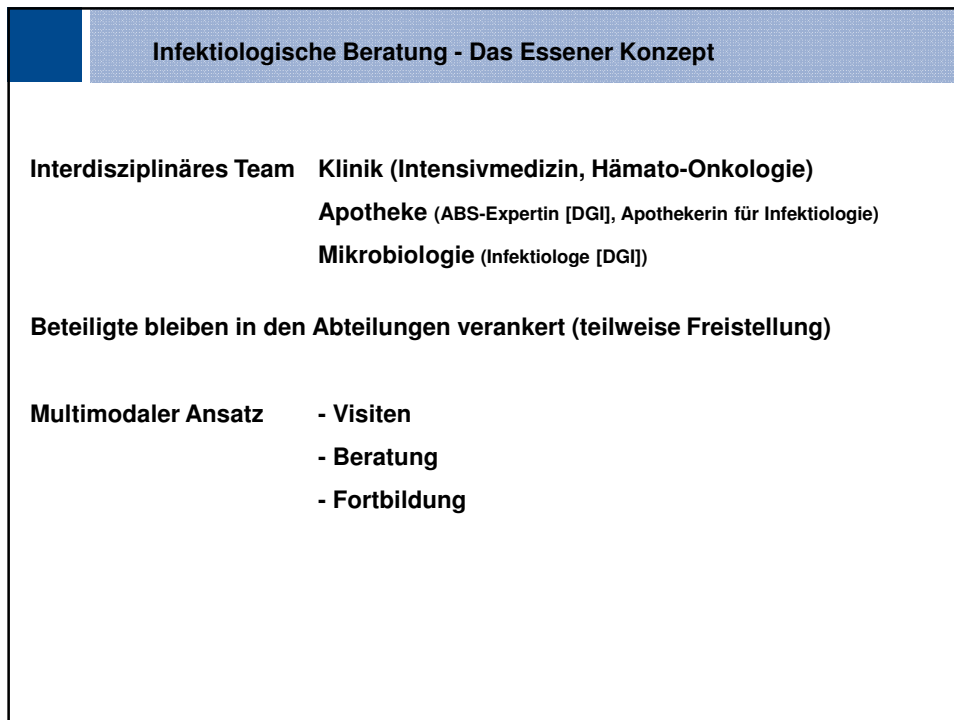 Infektiologische Beratung - Das Essener Konzept
Interdisziplinäres Team Klinik (Intensivmedizin, Hämato-Onkologie)
Apotheke (ABS-Expertin [DGI], Apothekerin für Infektiologie)
Mikrobiologie (Infektiologe [DGI])
Beteiligte bleiben in den Abteilungen verankert (teilweise Freistellung)
Multimodaler Ansatz - Visiten
- Beratung
- Fortbildung